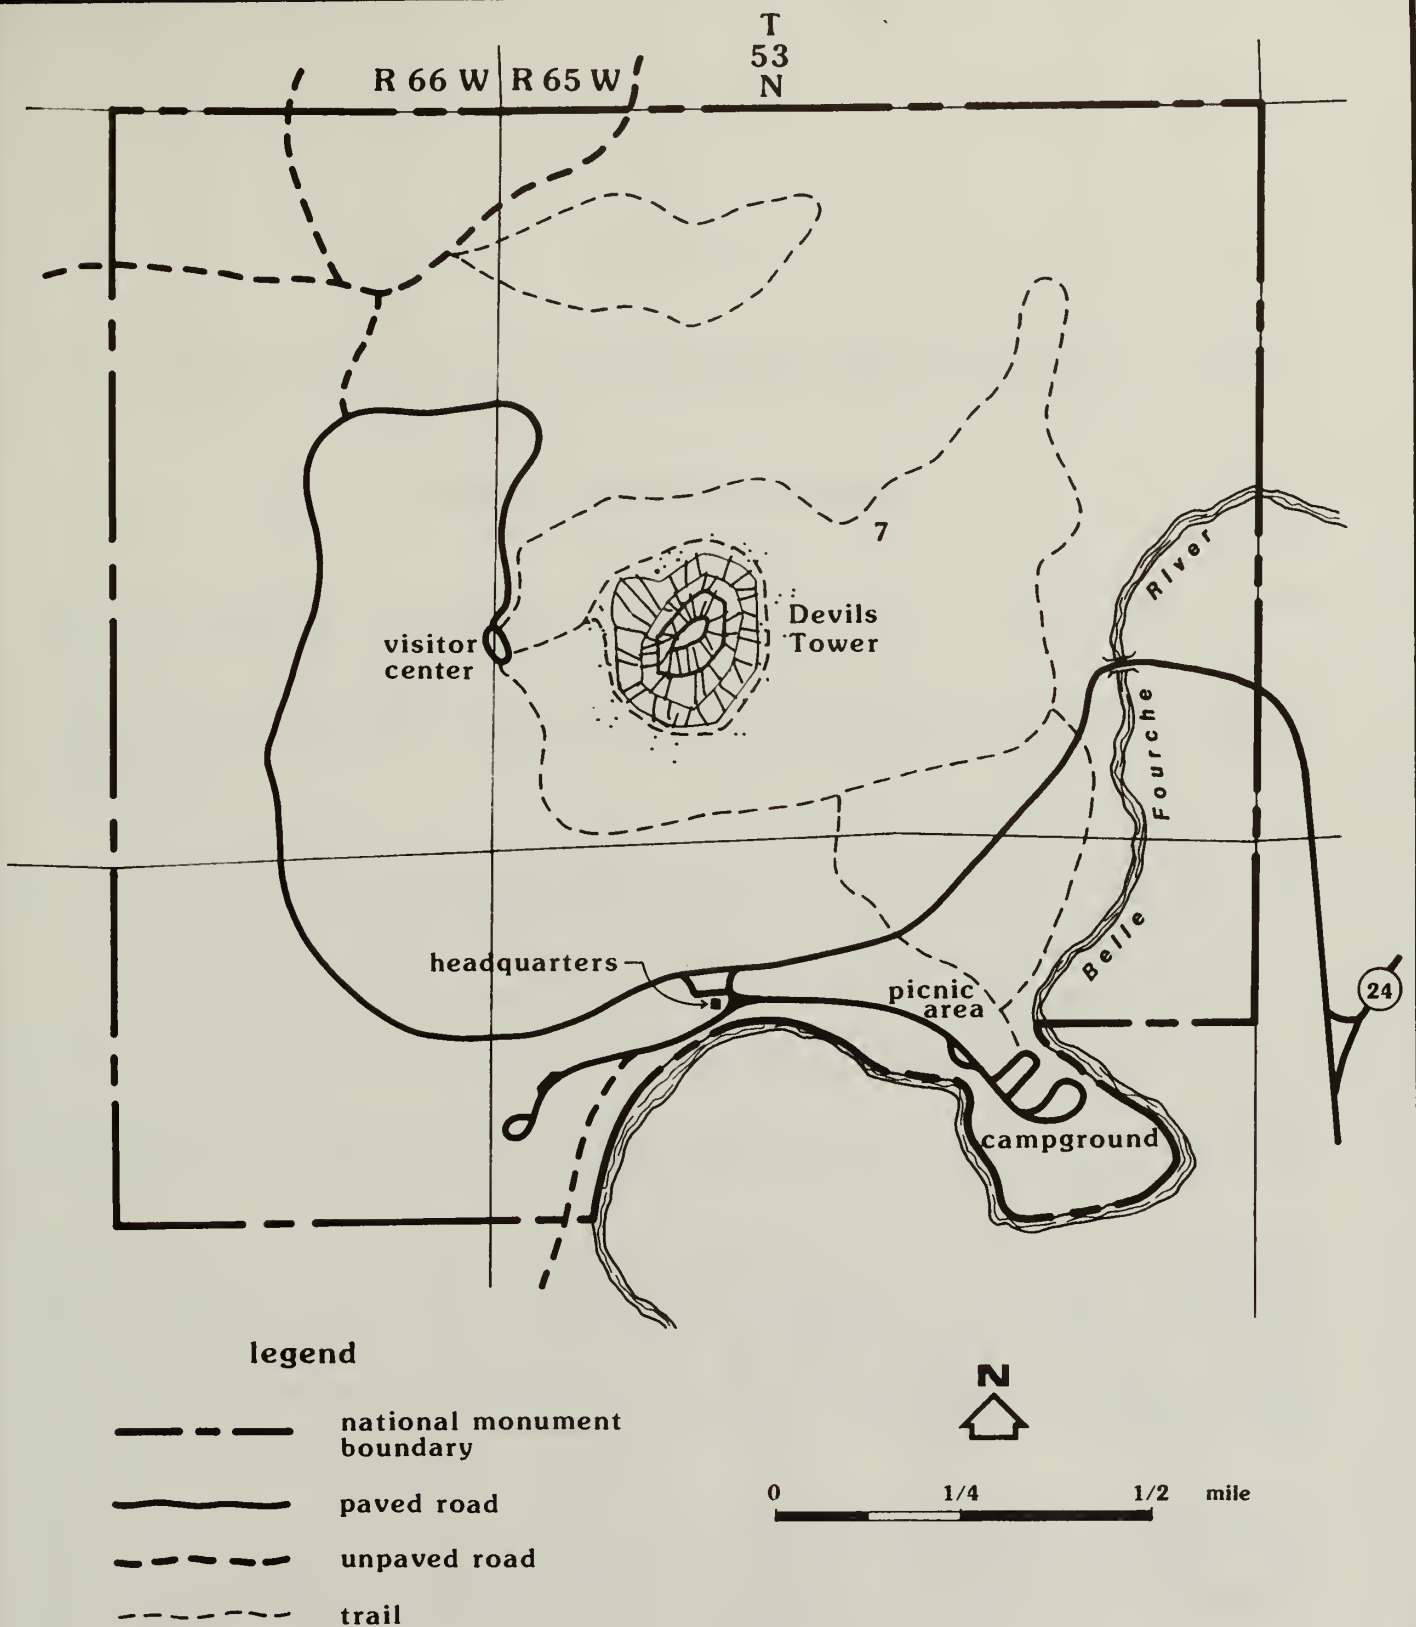 T
53
N
R 66 W R 65 W
7
River
Devils
Tower
visitor
center
Fourche
Belle
headquarters
picnic
area
24
campground
legend
N
national monument
boundary
0 1/4 1/2 mile
paved road
unpaved road
trail